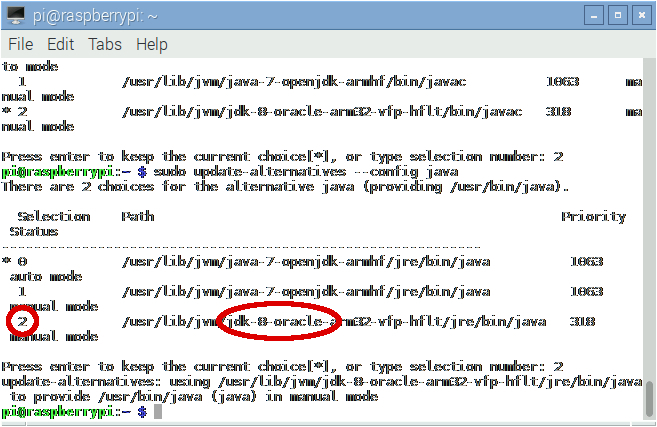 pi@raspberrypi: ~
File Edit Tabs Help
to mode
1 /usr/lib/jvm/java-7-openjdk-armhf/bin/javac 1063 ma
nual mode
* 2 /usr/lib/jvm/jdk-8-oracle-arm32-vfp-hflt/bin/javac 318 ma
nual mode
Press enter to keep the current choice[*], or type selection number: 2
pi@raspberrypi:~ $ sudo update-alternatives --config java
There are 2 choices for the alternative java (providing /usr/bin/java).
Selection Path Priority
Status
------------------------------------------------------------
* 0 /usr/lib/jvm/java-7-openjdk-armhf/jre/bin/java 1063
auto mode
1 /usr/lib/jvm/java-7-openjdk-armhf/jre/bin/java 1063
manual mode
2 /usr/lib/jvm/jdk-8-oracle-arm32-vfp-hflt/jre/bin/java 318
manual mode
Press enter to keep the current choice[*], or type selection number: 2
update-alternatives: using /usr/lib/jvm/jdk-8-oracle-arm32-vfp-hflt/jre/bin/java
to provide /usr/bin/java (java) in manual mode
pi@raspberrypi:~ $